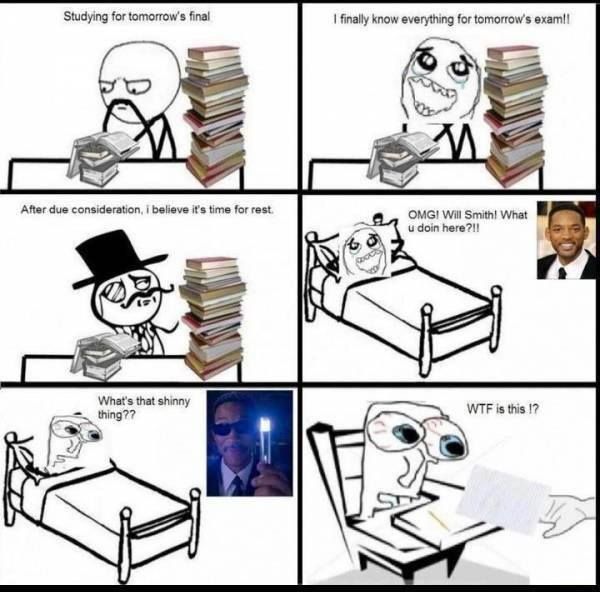 Studying for tomorrow's final
I finally know everything for tomorrow's exam!!
After due consideration, i believe it's time for rest.
OMG! Will Smith! What
u doin here?!!
What's that shinny
thing??
WTF is this !?